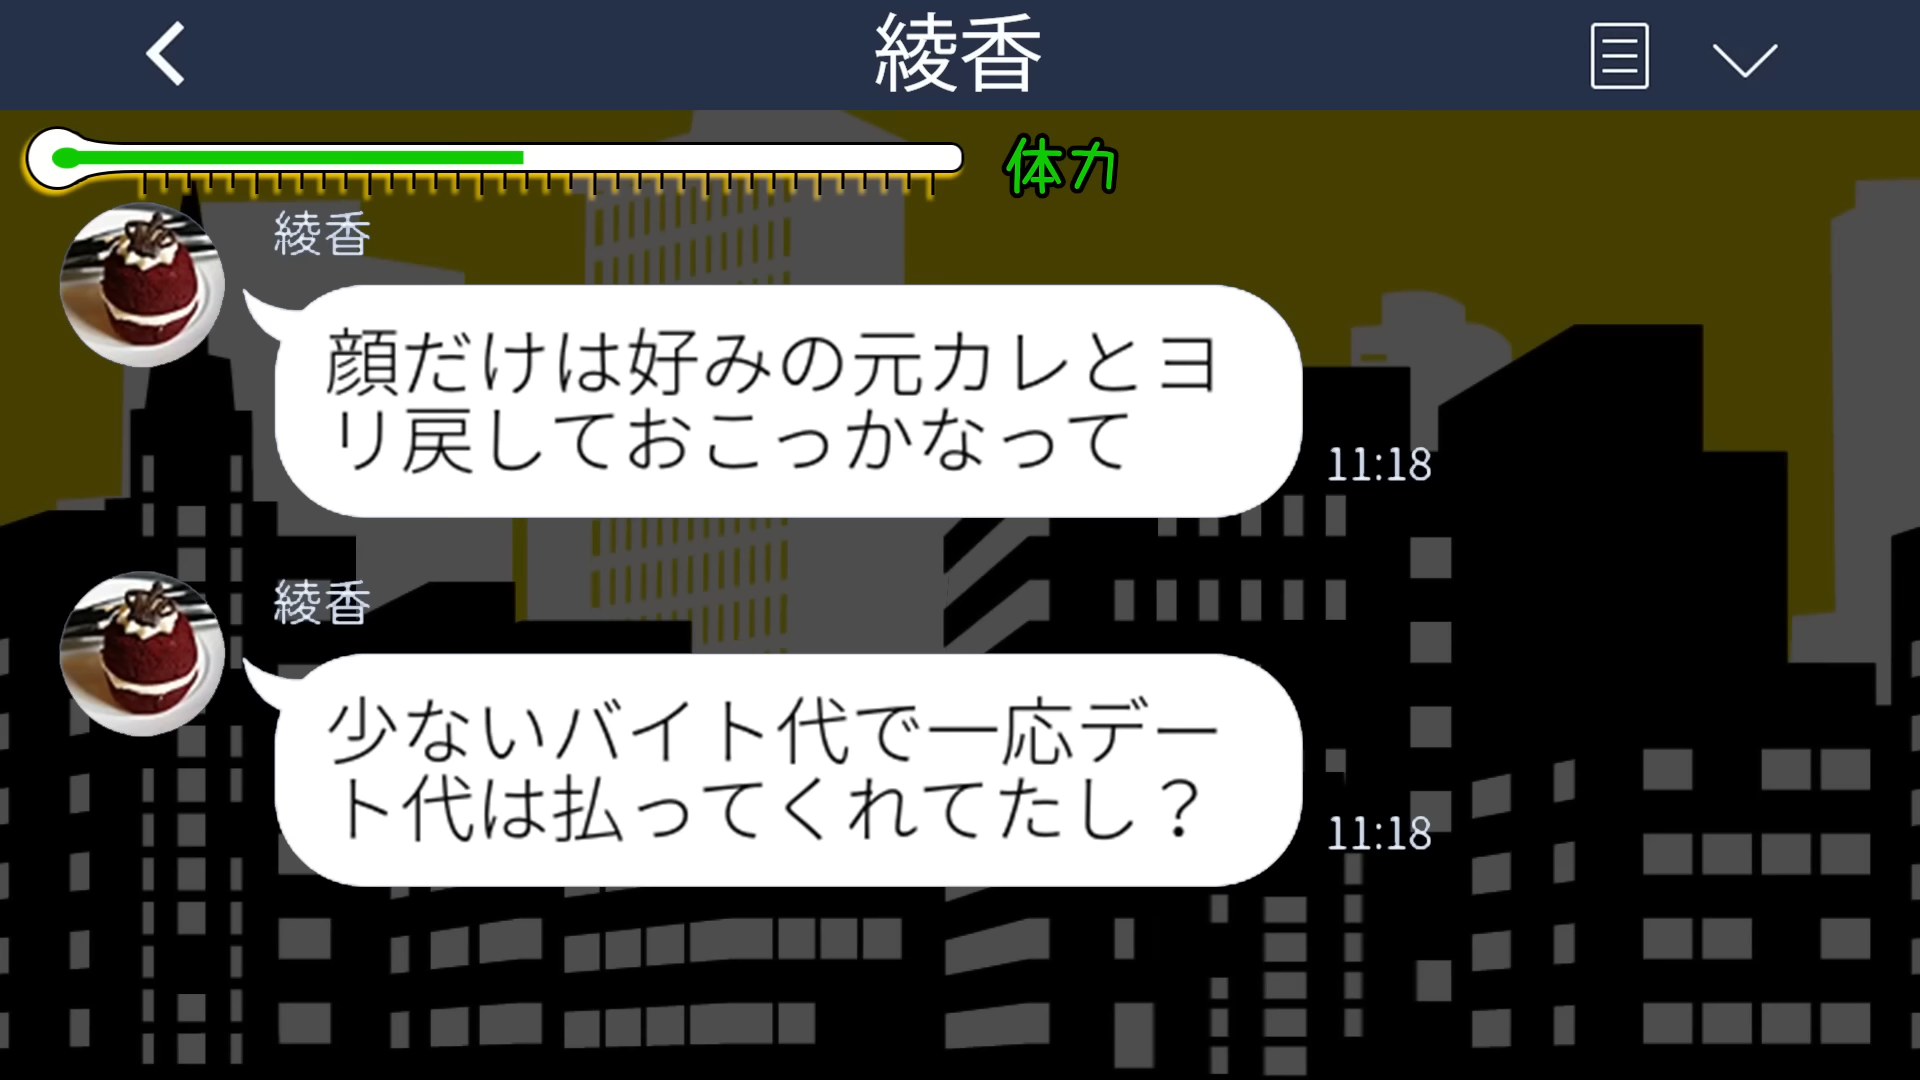 綾香
体力
綾香
顔だけは好みの元カレとヨ
リ戻しておこっかなって
11:18
綾香
少ないバイト代で一応デー
ト代は払ってくれてたし？
11:18